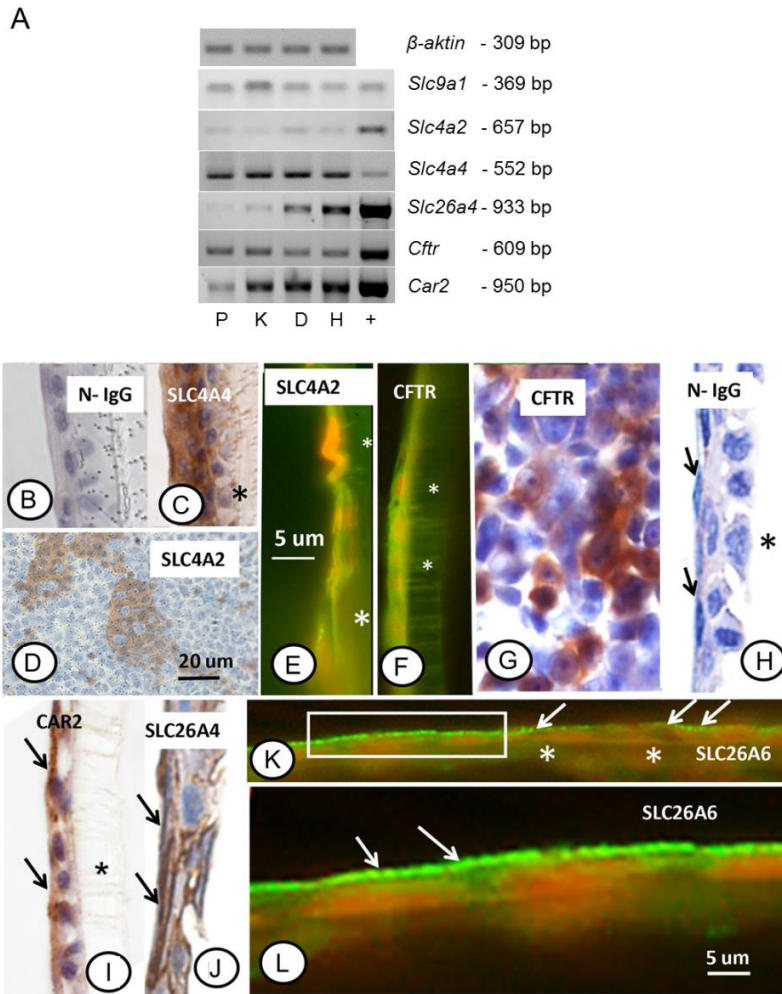 A
β-aktin - 309 bp
Slc9a1 - 369 bp
Slc4a2 - 657 bp
Slc4a4 - 552 bp
Slc26a4 - 933 bp
Cftr - 609 bp
Car2 - 950 bp
P K D H +
N- IgG
SLC4A4
SLC4A2
CFTR
CFTR
N- IgG
B
C
*
SLC4A2
D
20 um
*
5 um
*
E
*
*
F
G
*
H
CAR2
*
I
SLC26A4
J
K
*
*
SLC26A6
SLC26A6
L
5 um